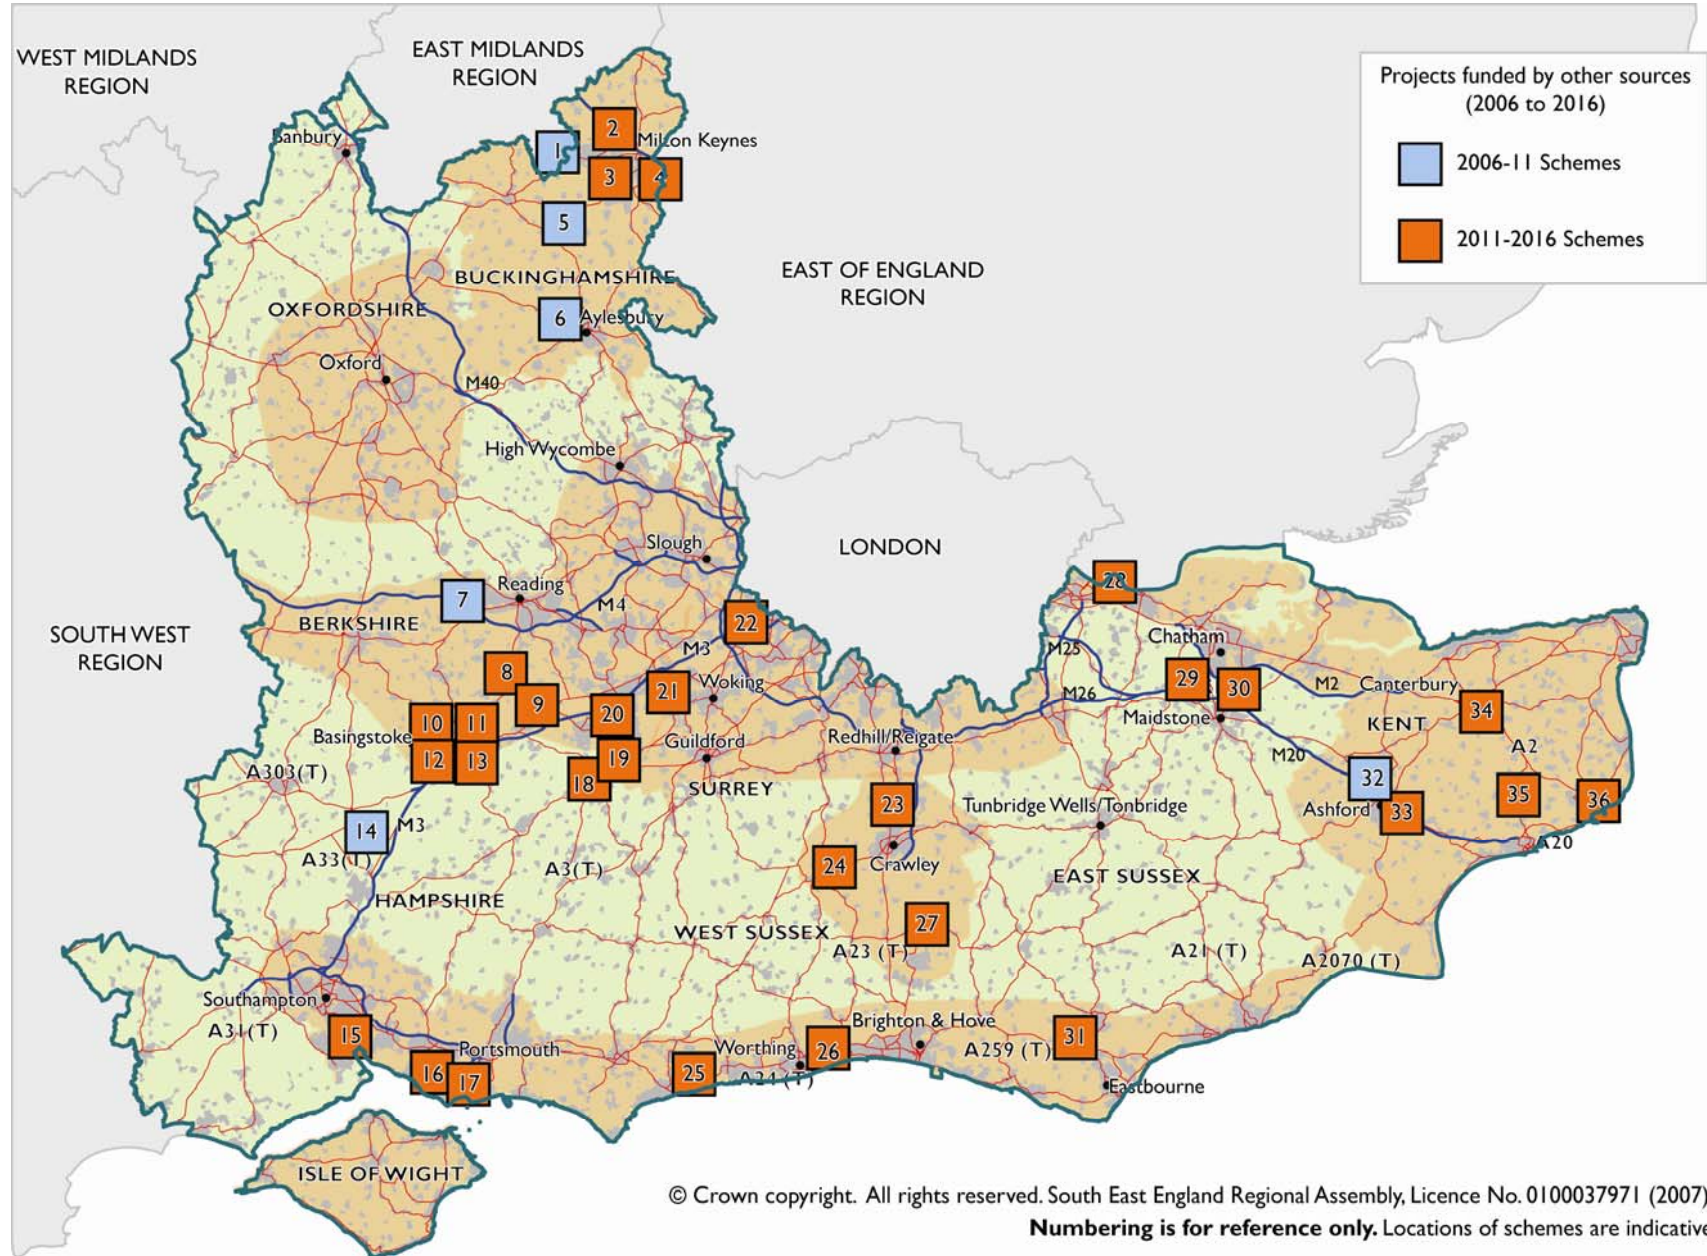 WEST MIDLANDS
REGION
EAST MIDLANDS
REGION
Projects funded by other sources
(2006 to 2016)
2006-11 Schemes
2011-2016 Schemes
Banbury
1
2
Milton Keynes
3
4
5
BUCKINGHAMSHIRE
EAST OF ENGLAND
REGION
OXFORDSHIRE
6
Aylesbury
Oxford
M40
High Wycombe
Slough
LONDON
Reading
7
M4
BERKSHIRE
SOUTH WEST
REGION
22
28
M3
Chatham
M25
8
21
Woking
M26
29
30
M2
Canterbury
9
20
34
10
11
Basingstoke
Maidstone
KENT
Guildford
Redhill/Reigate
A2
12
13
19
18
A303(T)
SURREY
M20
32
23
Tunbridge Wells/Tonbridge
Ashford
33
35
36
14
M3
A33(T)
A20
Crawley
24
A3(T)
EAST SUSSEX
HAMPSHIRE
27
WEST SUSSEX
A23 (T)
A21 (T)
A2070 (T)
Southampton
A31(T)
15
Brighton & Hove
31
A259 (T)
Portsmouth
Worthing
26
16
17
25
A24 (T)
Eastbourne
ISLE OF WIGHT
© Crown copyright. All rights reserved. South East England Regional Assembly, Licence No. 0100037971 (2007)
Numbering is for reference only. Locations of schemes are indicative